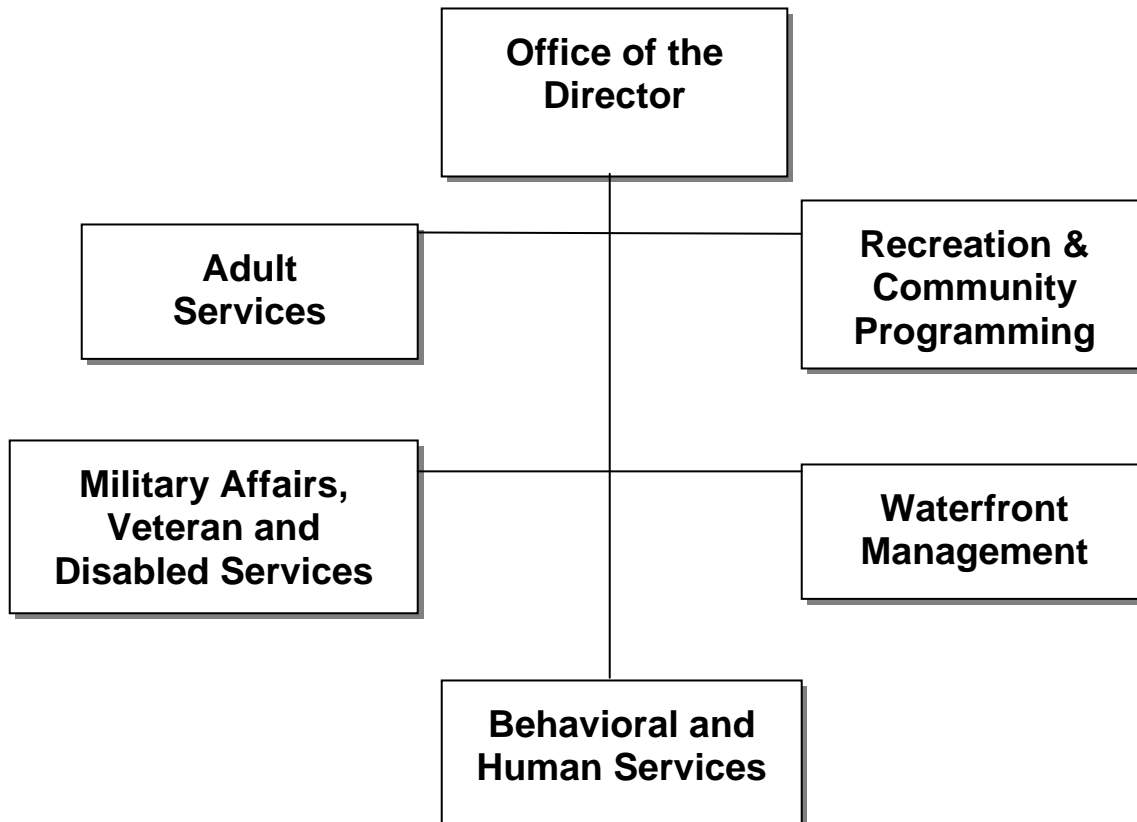 Office of the
Director
Adult
Services
Recreation &
Community
Programming
Military Affairs,
Veteran and
Disabled Services
Waterfront
Management
Behavioral and
Human Services